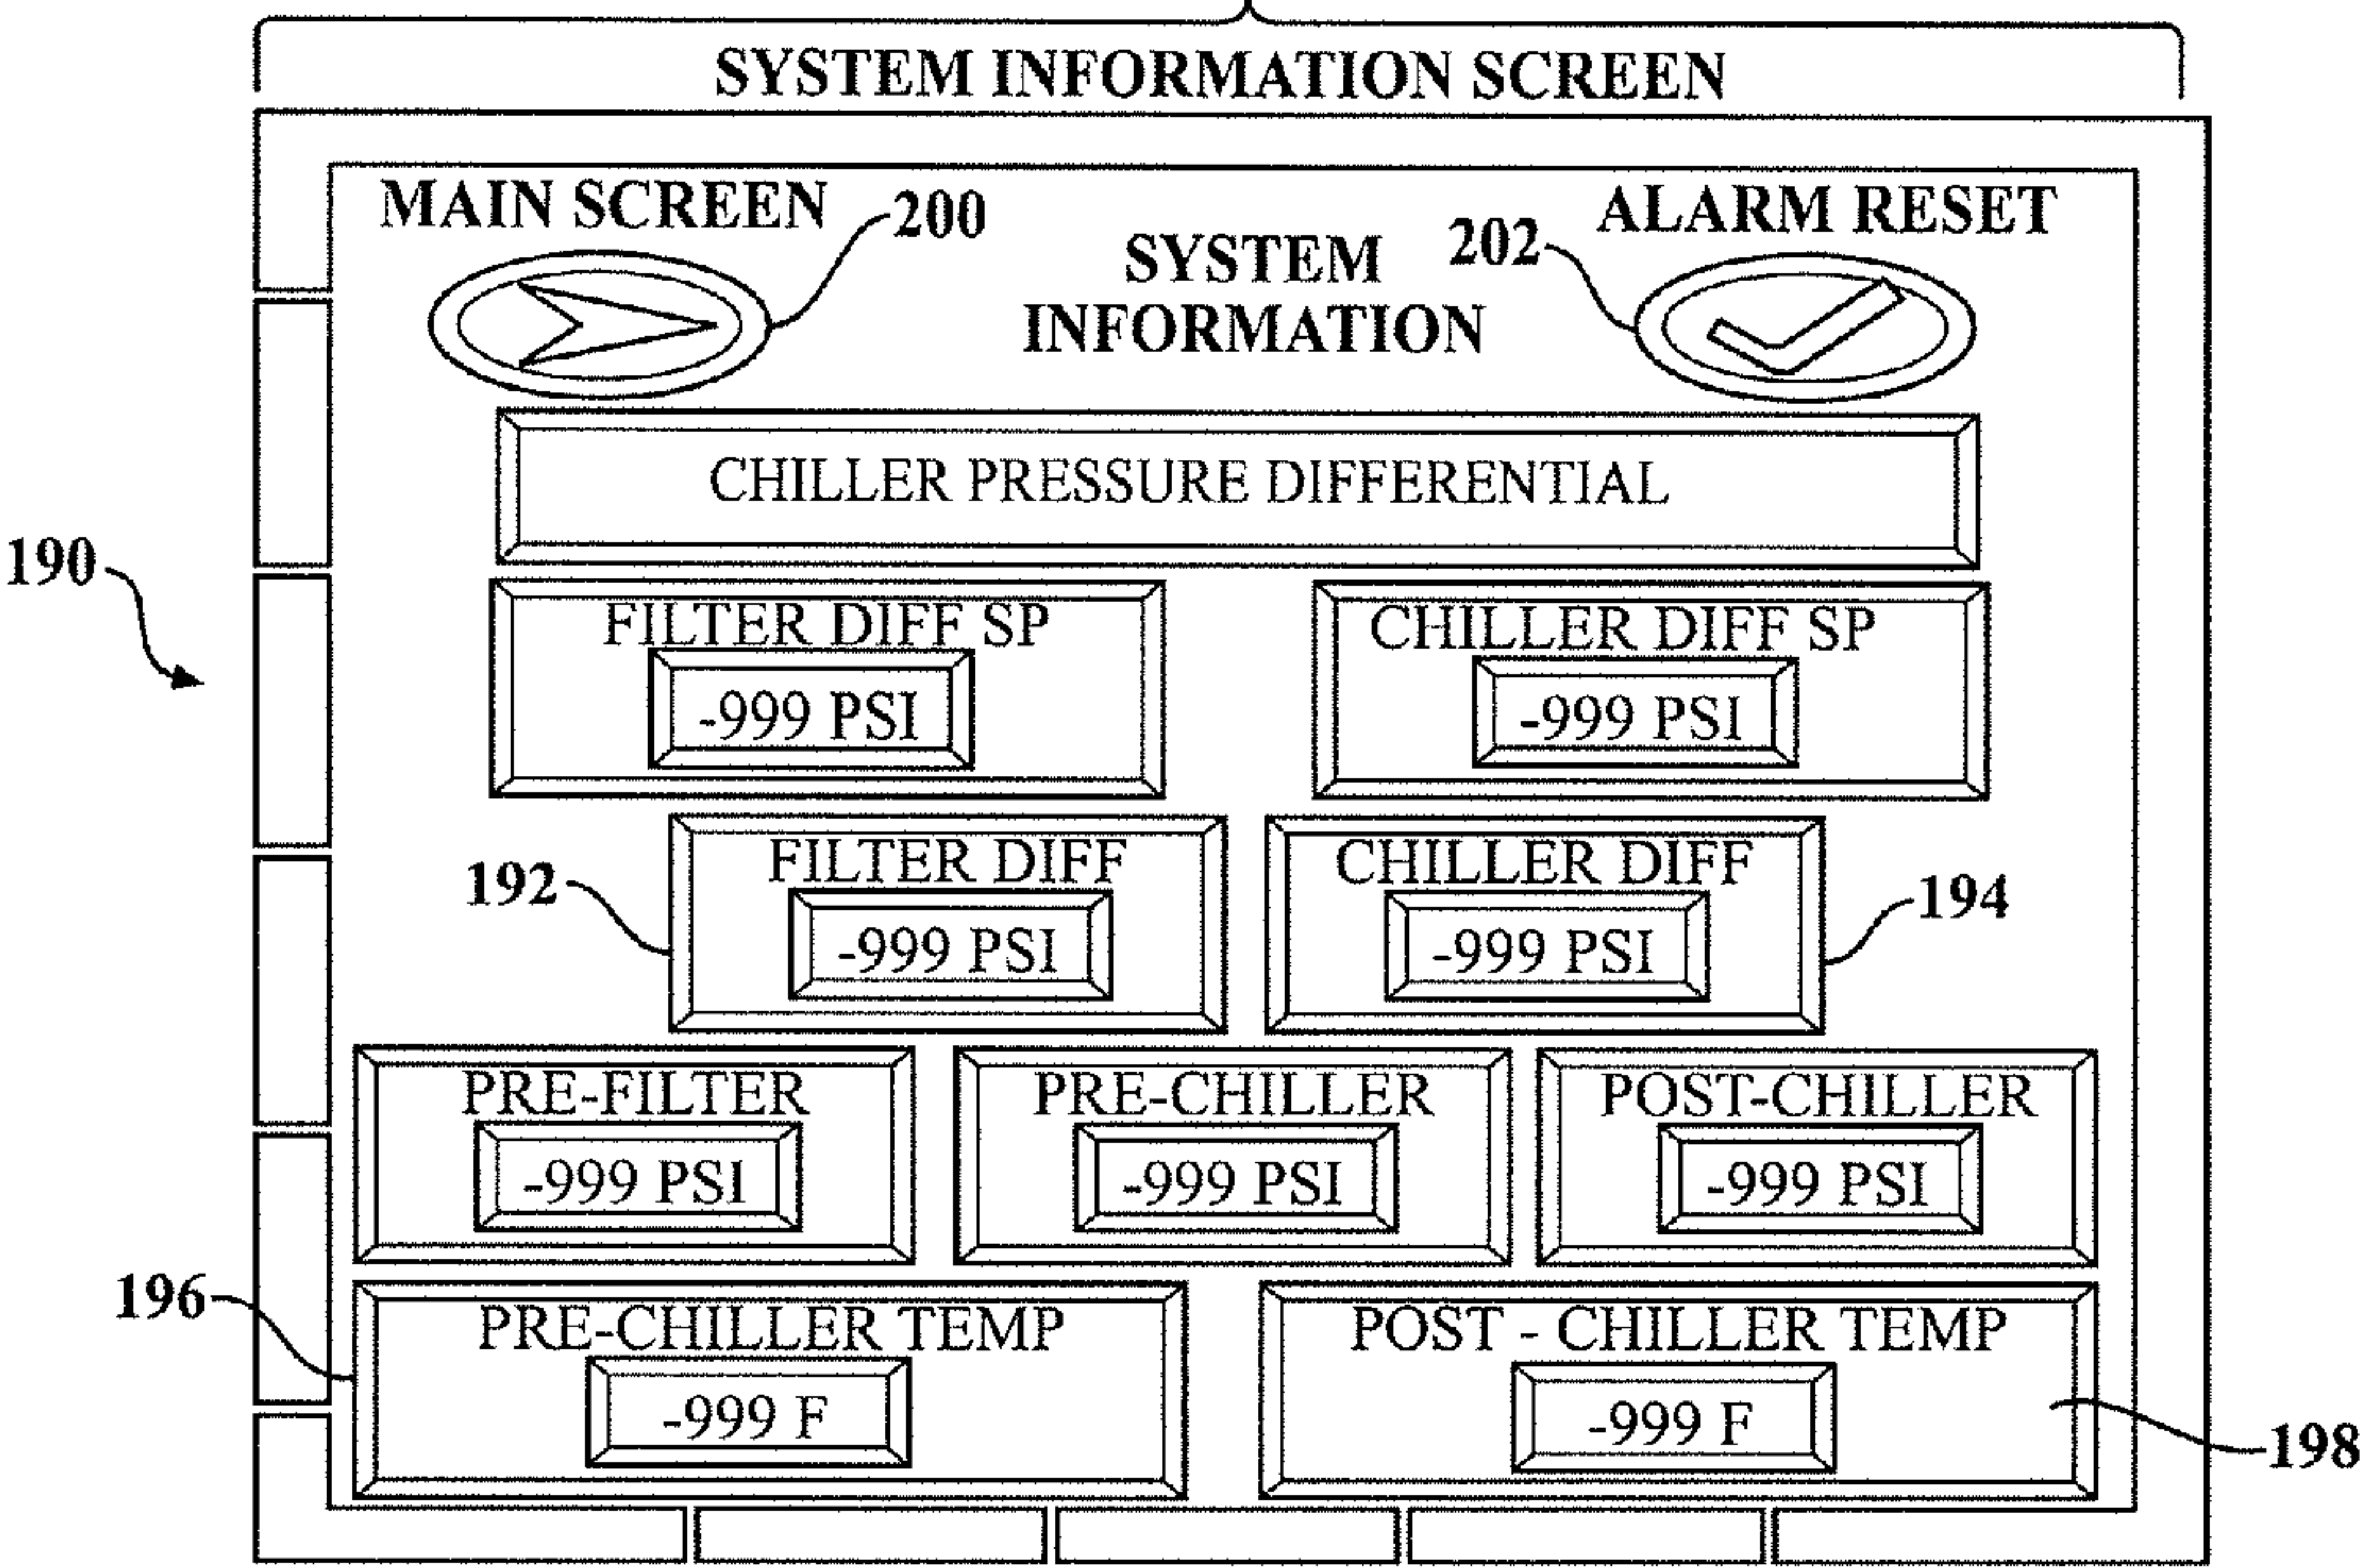 SYSTEM INFORMATION SCREEN
MAIN SCREEN
200
SYSTEM
INFORMATION
202
ALARM RESET
CHILLER PRESSURE DIFFERENTIAL
190
FILTER DIFF SP
-999 PSI
CHILLER DIFF SP
-999 PSI
192
FILTER DIFF
-999 PSI
CHILLER DIFF
-999 PSI
194
PRE-FILTER
-999 PSI
PRE-CHILLER
-999 PSI
POST-CHILLER
-999 PSI
196
PRE-CHILLER TEMP
-999 F
POST - CHILLER TEMP
-999 F
198